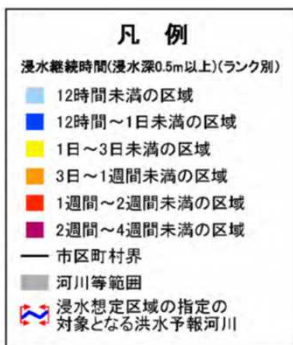 凡 例
浸水継続時間(浸水深0.5m以上)(ランク別)
12時間未満の区域
12時間～1日未満の区域
1日～3日未満の区域
3日～1週間未満の区域
1週間～2週間未満の区域
2週間～4週間未満の区域
市区町村界
河川等範囲
浸水想定区域の指定の
対象となる洪水予報河川